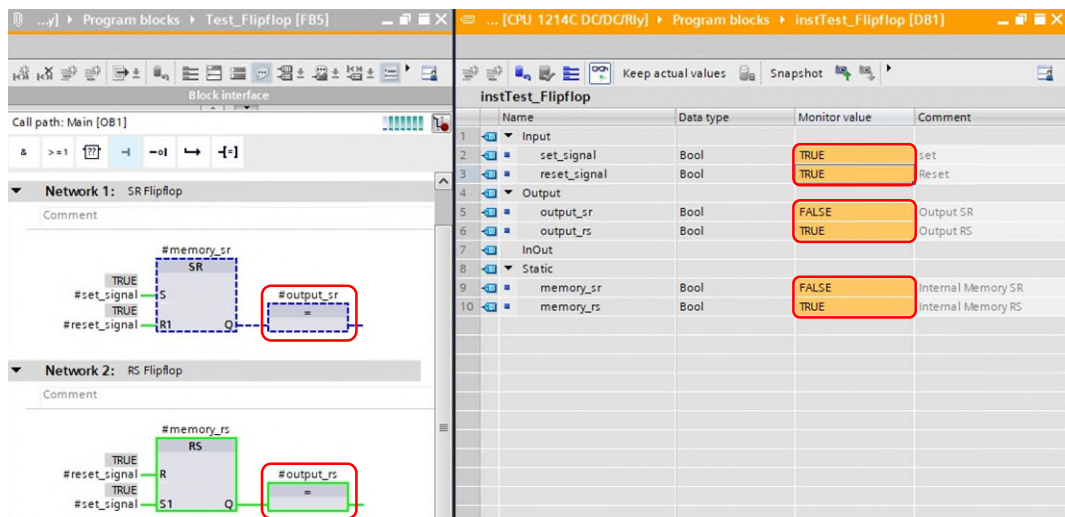 ...y] ▸ Program blocks ▸ Test_Flipflop [FB5]
Block interface
Call path: Main [OB1]
& >=1 [??] ⊣ -o| ↦ -[=]
Network 1: SR Flipflop
Comment
#memory_sr
SR
TRUE
#set_signal S
TRUE
#reset_signal R1 Q
#output_sr
=
Network 2: RS Flipflop
Comment
#memory_rs
RS
TRUE
#reset_signal R
TRUE
#set_signal S1 Q
#output_rs
=
... [CPU 1214C DC/DC/Rly] ▸ Program blocks ▸ instTest_Flipflop [DB1]
Keep actual values Snapshot
instTest_Flipflop
Name Data type Monitor value Comment
1 Input
2 set_signal Bool TRUE set
3 reset_signal Bool TRUE Reset
4 Output
5 output_sr Bool FALSE Output SR
6 output_rs Bool TRUE Output RS
7 InOut
8 Static
9 memory_sr Bool FALSE Internal Memory SR
10 memory_rs Bool TRUE Internal Memory RS